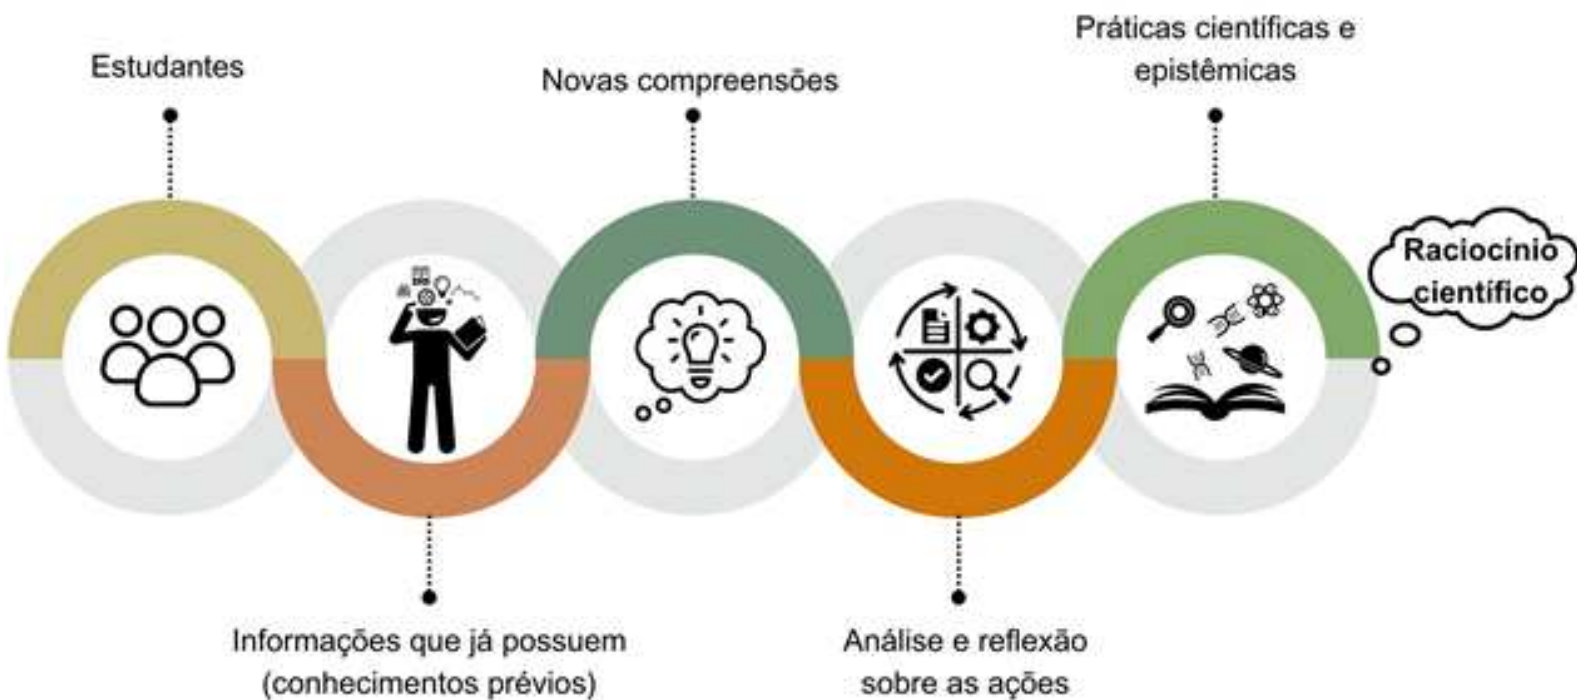 Estudantes
Informações que já possuem
(conhecimentos prévios)
Novas compreensões
Análise e reflexão
sobre as ações
Práticas científicas e
epistêmicas
Raciocínio
científico